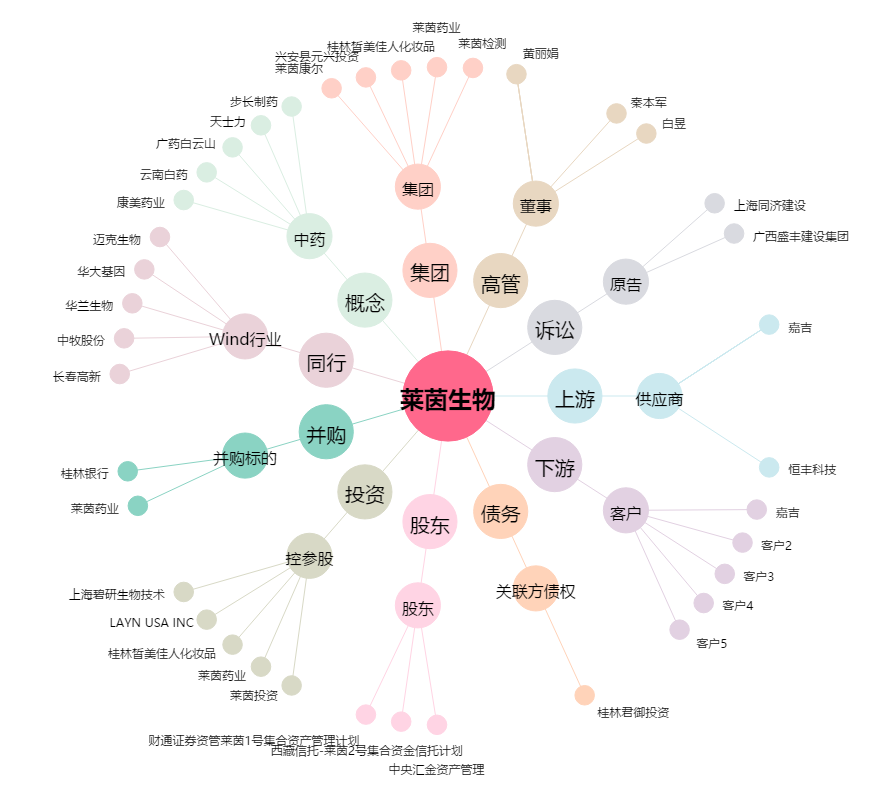 莱茵药业
桂林皙美佳人化妆品
莱茵检测
兴安县元兴投资
莱茵康尔
黄丽娟
步长制药
秦本军
天士力
白昱
广药白云山
云南白药
集团
康美药业
董事
上海同济建设
中药
广西盛丰建设集团
迈克生物
华大基因
集团
高管
原告
华兰生物
概念
诉讼
嘉吉
中牧股份
Wind行业
同行
长春高新
莱茵生物
上游
供应商
并购
并购标的
下游
桂林银行
恒丰科技
投资
莱茵药业
股东
债务
客户
嘉吉
客户2
控参股
客户3
上海碧研生物技术
关联方债权
客户4
股东
LAYN USA INC
客户5
桂林皙美佳人化妆品
莱茵药业
莱茵投资
桂林君御投资
财通证券资管莱茵1号集合资产管理计划
西藏信托-莱茵2号集合资金信托计划
中央汇金资产管理